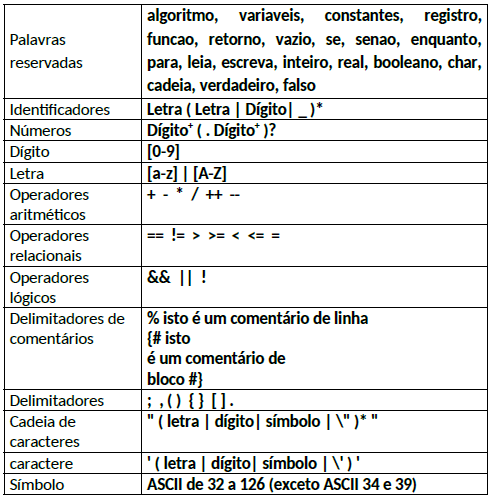 Palavras reservadas
algoritmo, variaveis, constantes, registro,
funcao, retorno, vazio, se, senao, enquanto,
para, leia, escreva, inteiro, real, booleano, char,
cadeia, verdadeiro, falso
Identificadores
Letra ( Letra | Dígito| _ )*
Números
Dígito⁺ ( . Dígito⁺ )?
Dígito
[0-9]
Letra
[a-z] | [A-Z]
Operadores
aritméticos
+ - * / ++ --
Operadores
relacionais
== != > >= < <= =
Operadores
lógicos
&& || !
Delimitadores de
comentários
% isto é um comentário de linha
{# isto
é um comentário de
bloco #}
Delimitadores
; , ( ) { } [ ] .
Cadeia de
caracteres
" ( letra | dígito| símbolo | \" )* "
caractere
' ( letra | dígito| símbolo | \' ) '
Símbolo
ASCII de 32 a 126 (exceto ASCII 34 e 39)